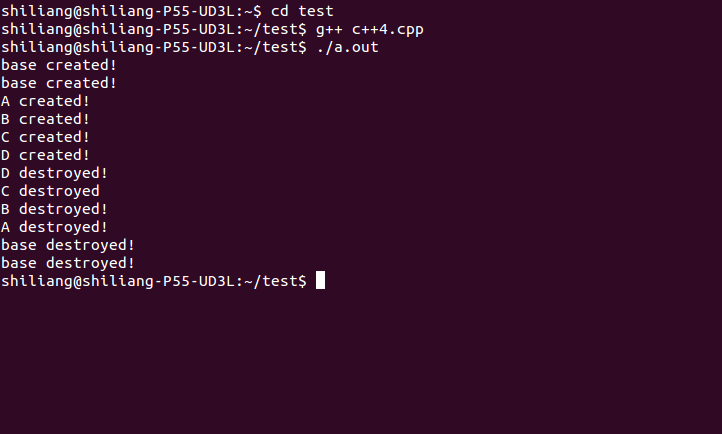 shiliang@shiliang-P55-UD3L:~$ cd test
shiliang@shiliang-P55-UD3L:~/test$ g++ c++4.cpp
shiliang@shiliang-P55-UD3L:~/test$ ./a.out
base created!
base created!
A created!
B created!
C created!
D created!
D destroyed!
C destroyed
B destroyed!
A destroyed!
base destroyed!
base destroyed!
shiliang@shiliang-P55-UD3L:~/test$